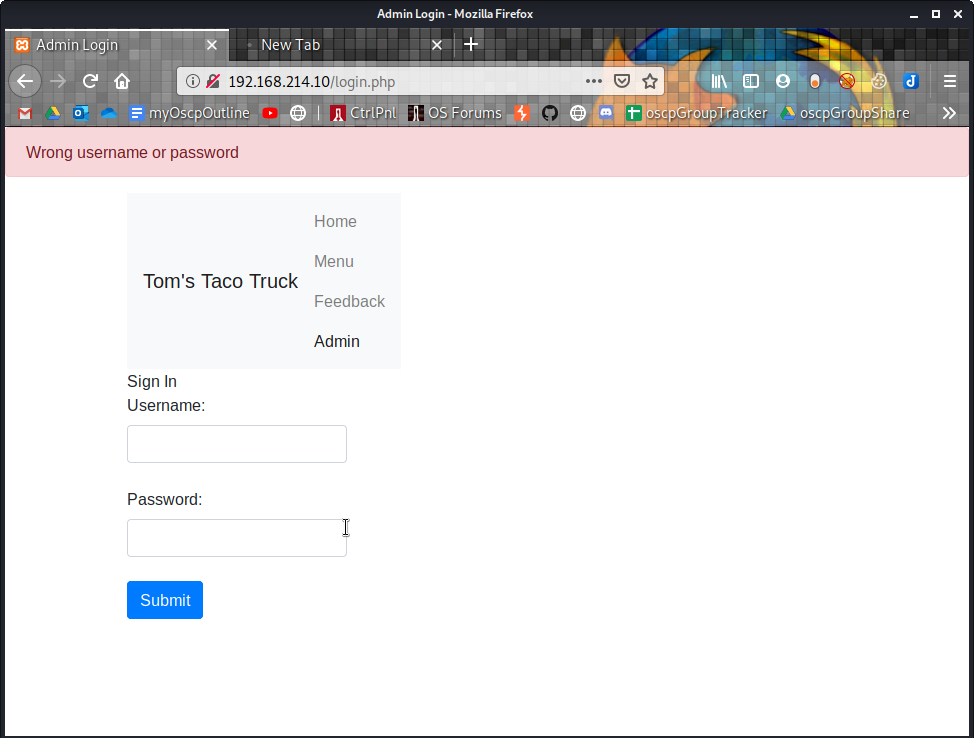 Admin Login - Mozilla Firefox
Admin Login
New Tab
192.168.214.10/login.php
myOscpOutline
CtrlPnl
OS Forums
oscpGroupTracker
oscpGroupShare
Wrong username or password
Home
Menu
Tom's Taco Truck
Feedback
Admin
Sign In
Username:
Password:
Submit